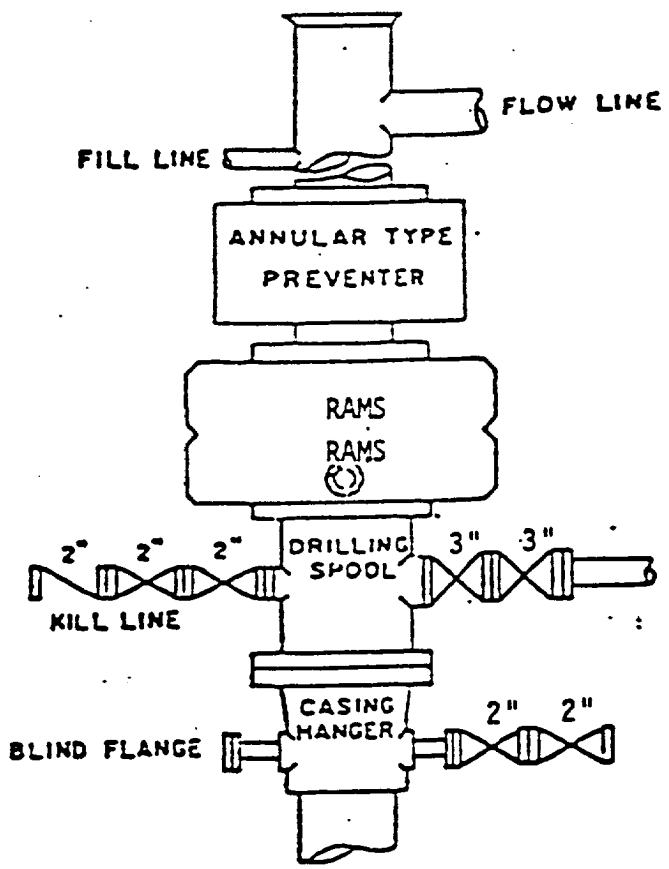 FLOW LINE
FILL LINE
ANNULAR TYPE
PREVENTER
RAMS
RAMS
2" 2" 2"
DRILLING
SPOOL
3" 3"
KILL LINE
CASING
HANGER
2" 2"
BLIND FLANGE